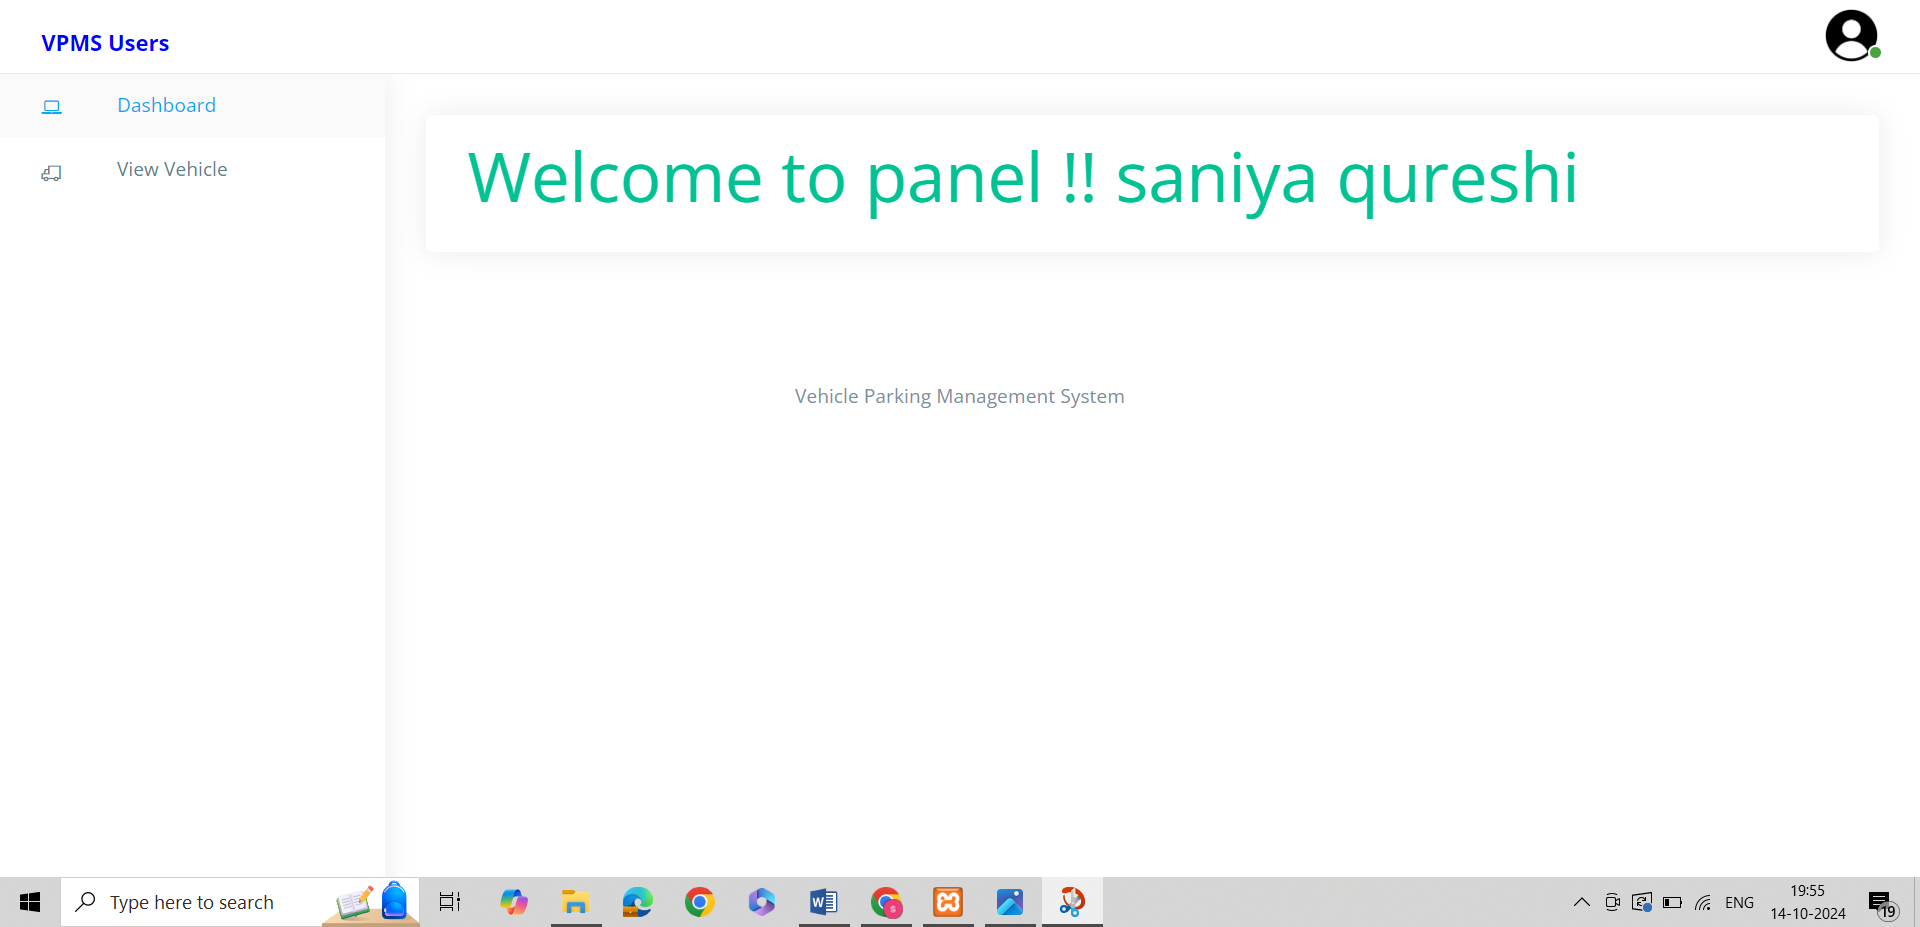 VPMS Users
Dashboard
View Vehicle
Welcome to panel !! saniya qureshi
Vehicle Parking Management System
Type here to search
W
s
ENG
19:55
14-10-2024
19